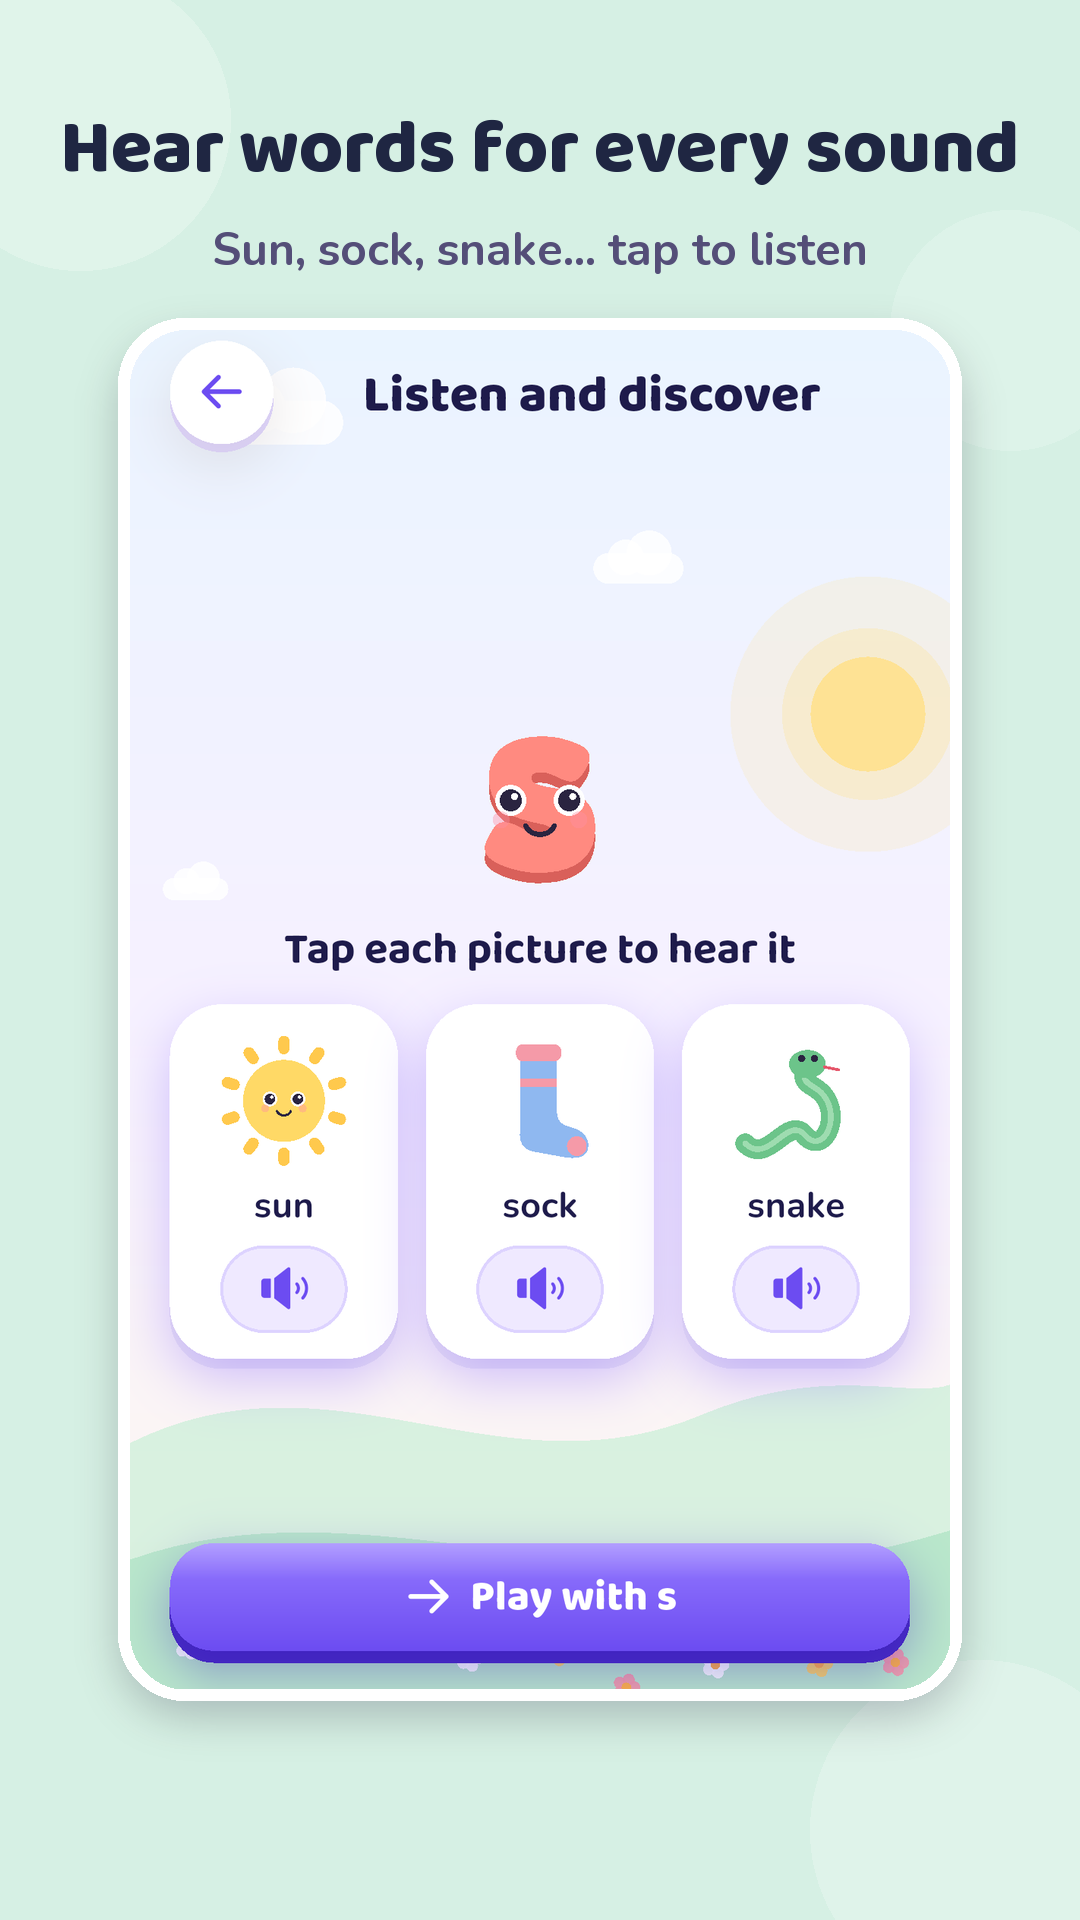 Hear words for every sound
Sun, sock, snake... tap to listen
Listen and discover
Tap each picture to hear it
sun
sock
snake
Play with s